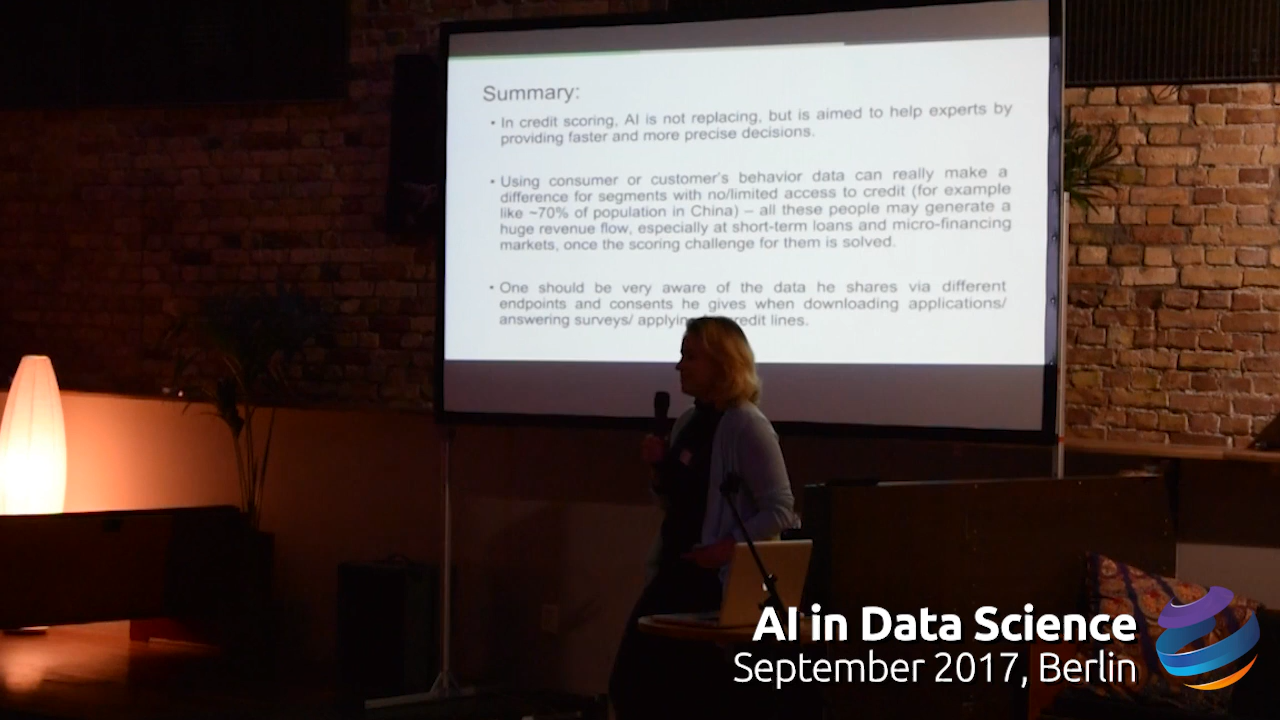 Summary:
• In credit scoring, AI is not replacing, but is aimed to help experts by
providing faster and more precise decisions.
• Using consumer or customer's behavior data can really make a
difference for segments with no/limited access to credit (for example
like ~70% of population in China) – all these people may generate a
huge revenue flow, especially at short-term loans and micro-financing
markets, once the scoring challenge for them is solved.
• One should be very aware of the data he shares via different
endpoints and consents he gives when downloading applications/
answering surveys/ applying credit lines.
AI in Data Science
September 2017, Berlin